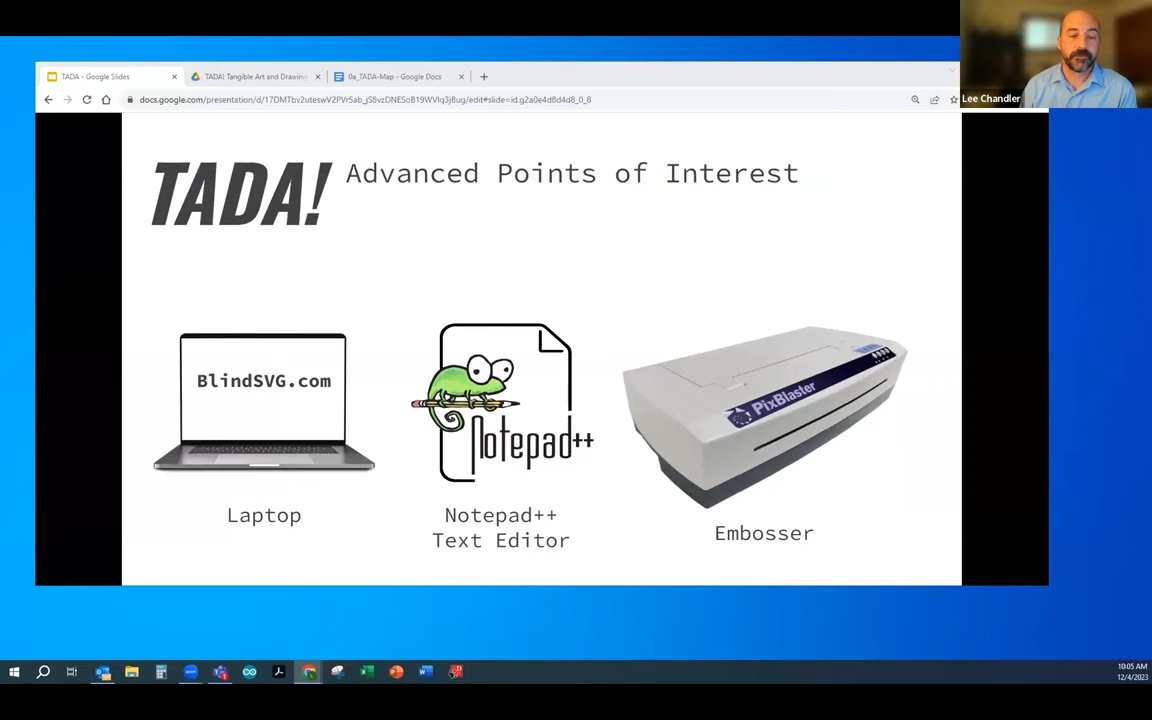 TADA - Google Slides
TADA! Tangible Art and Drawing
0a_TADA-Map - Google Docs
Lee Chandler
TADA!
Advanced Points of Interest
BlindSVG.com
Notepad++
PixBlaster
Laptop
Notepad++
Text Editor
Embosser
10:05 AM
12/4/2023